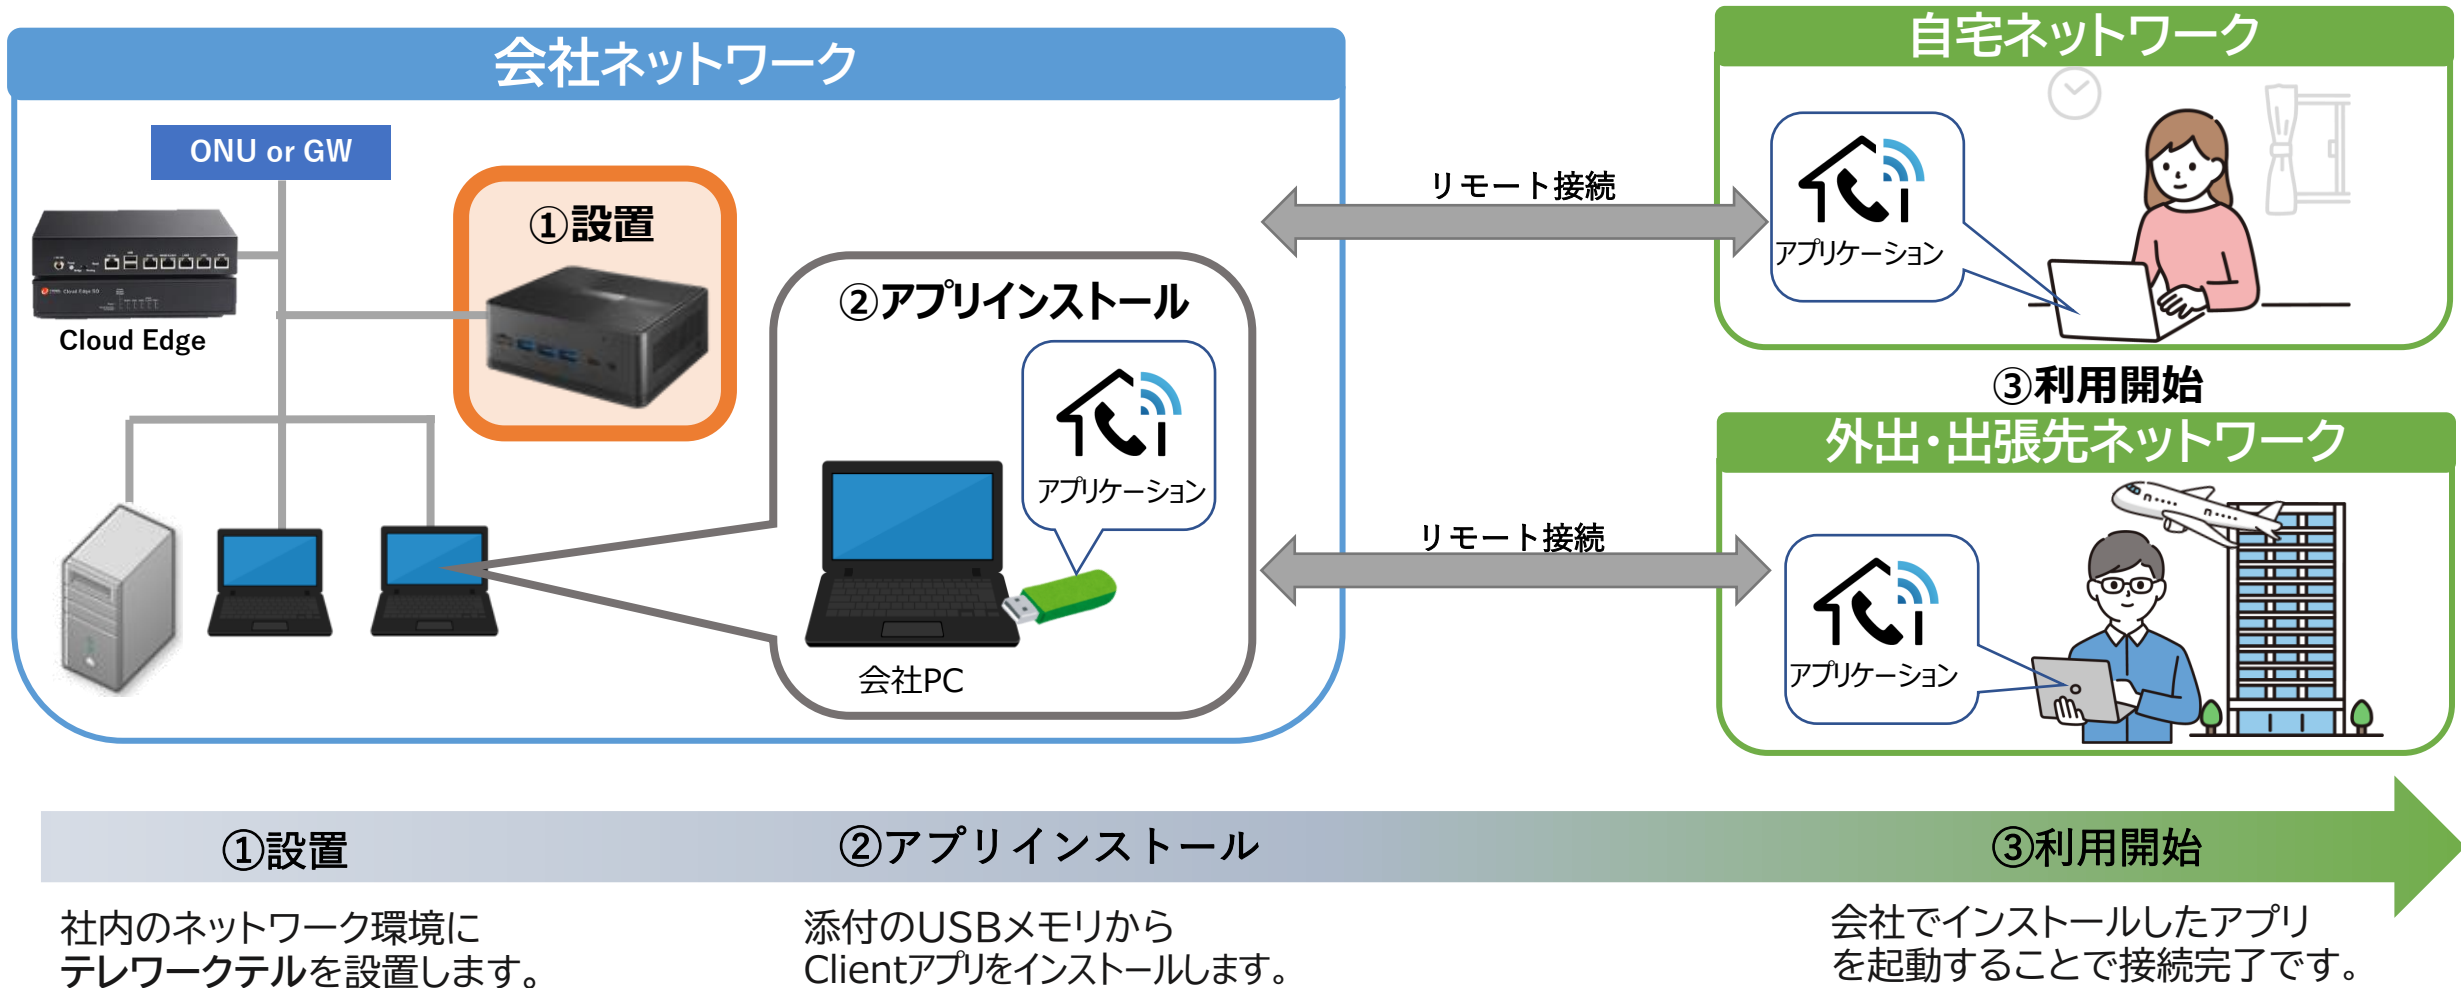 会社ネットワーク
ONU or GW
Cloud Edge 50
Cloud Edge
①設置
②アプリインストール
アプリケーション
会社PC
リモート接続
リモート接続
自宅ネットワーク
アプリケーション
③利用開始
外出・出張先ネットワーク
アプリケーション
①設置
社内のネットワーク環境に
テレワークテルを設置します。
②アプリインストール
添付のUSBメモリから
Clientアプリをインストールします。
③利用開始
会社でインストールしたアプリ
を起動することで接続完了です。